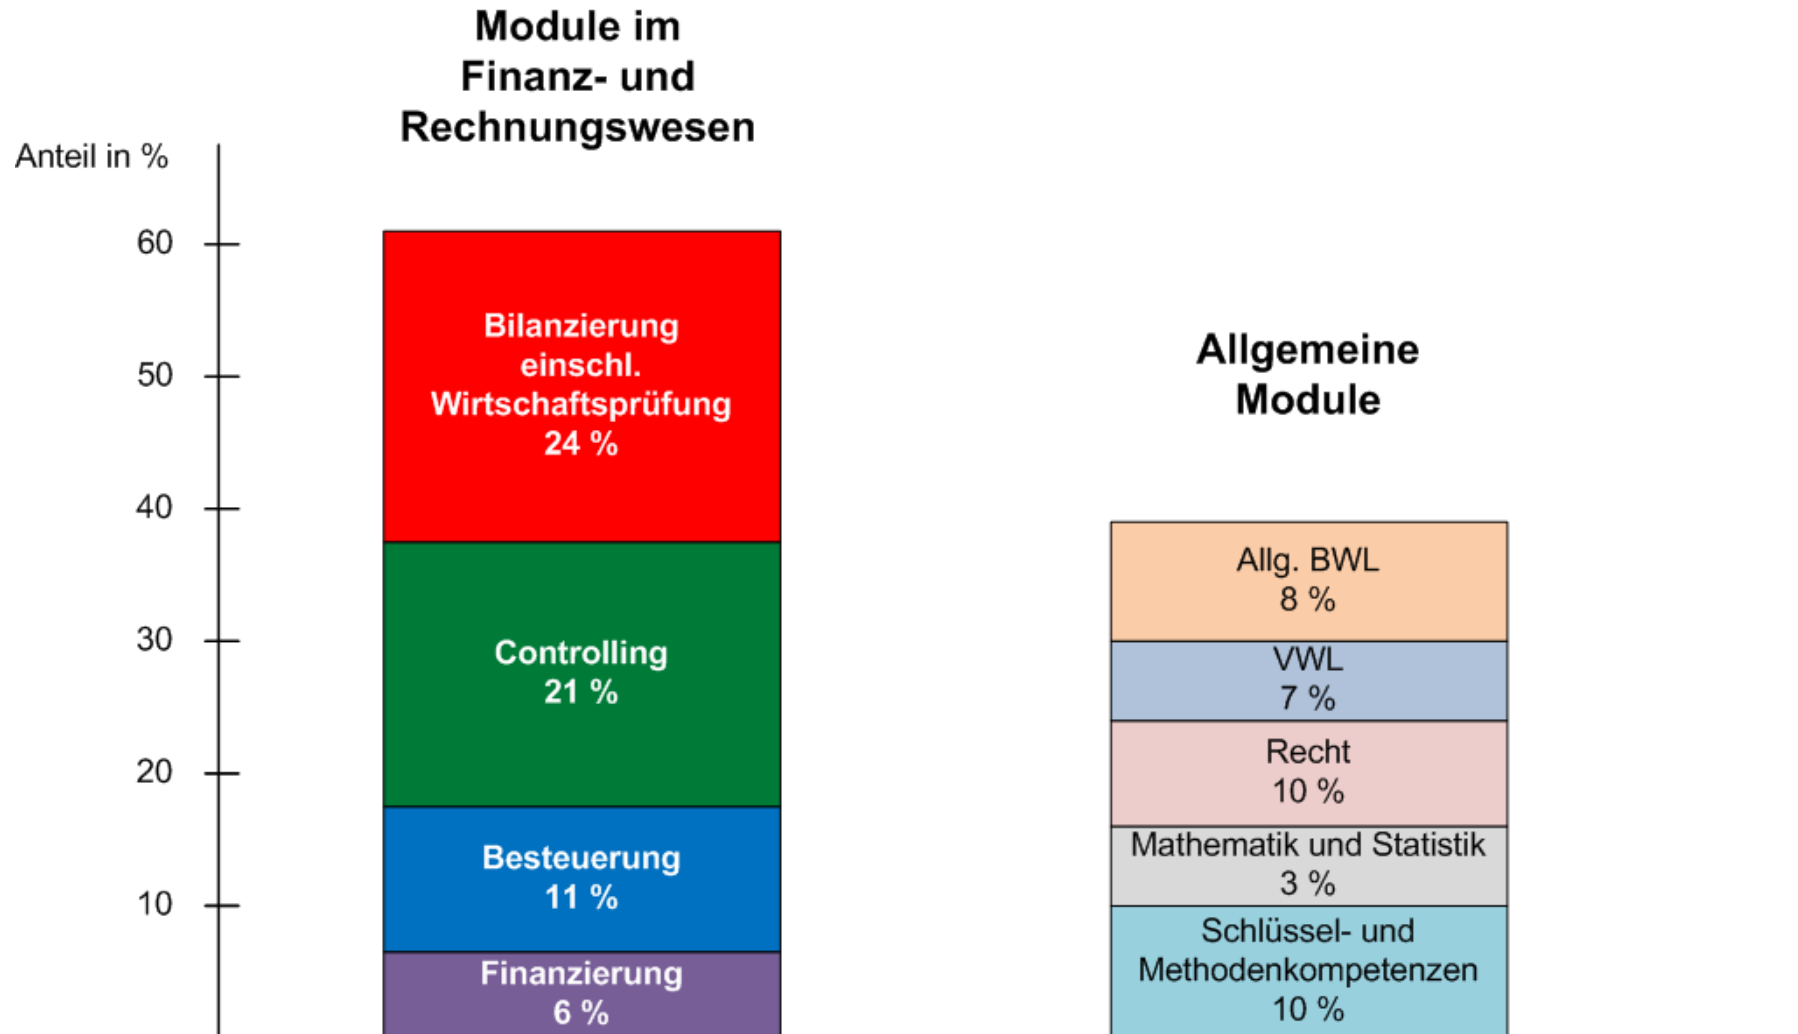 Module im
Finanz- und
Rechnungswesen
Anteil in %
60
50
40
30
20
10
Bilanzierung
einschl.
Wirtschaftsprüfung
24 %
Controlling
21 %
Besteuerung
11 %
Finanzierung
6 %
Allgemeine
Module
Allg. BWL
8 %
VWL
7 %
Recht
10 %
Mathematik und Statistik
3 %
Schlüssel- und
Methodenkompetenzen
10 %